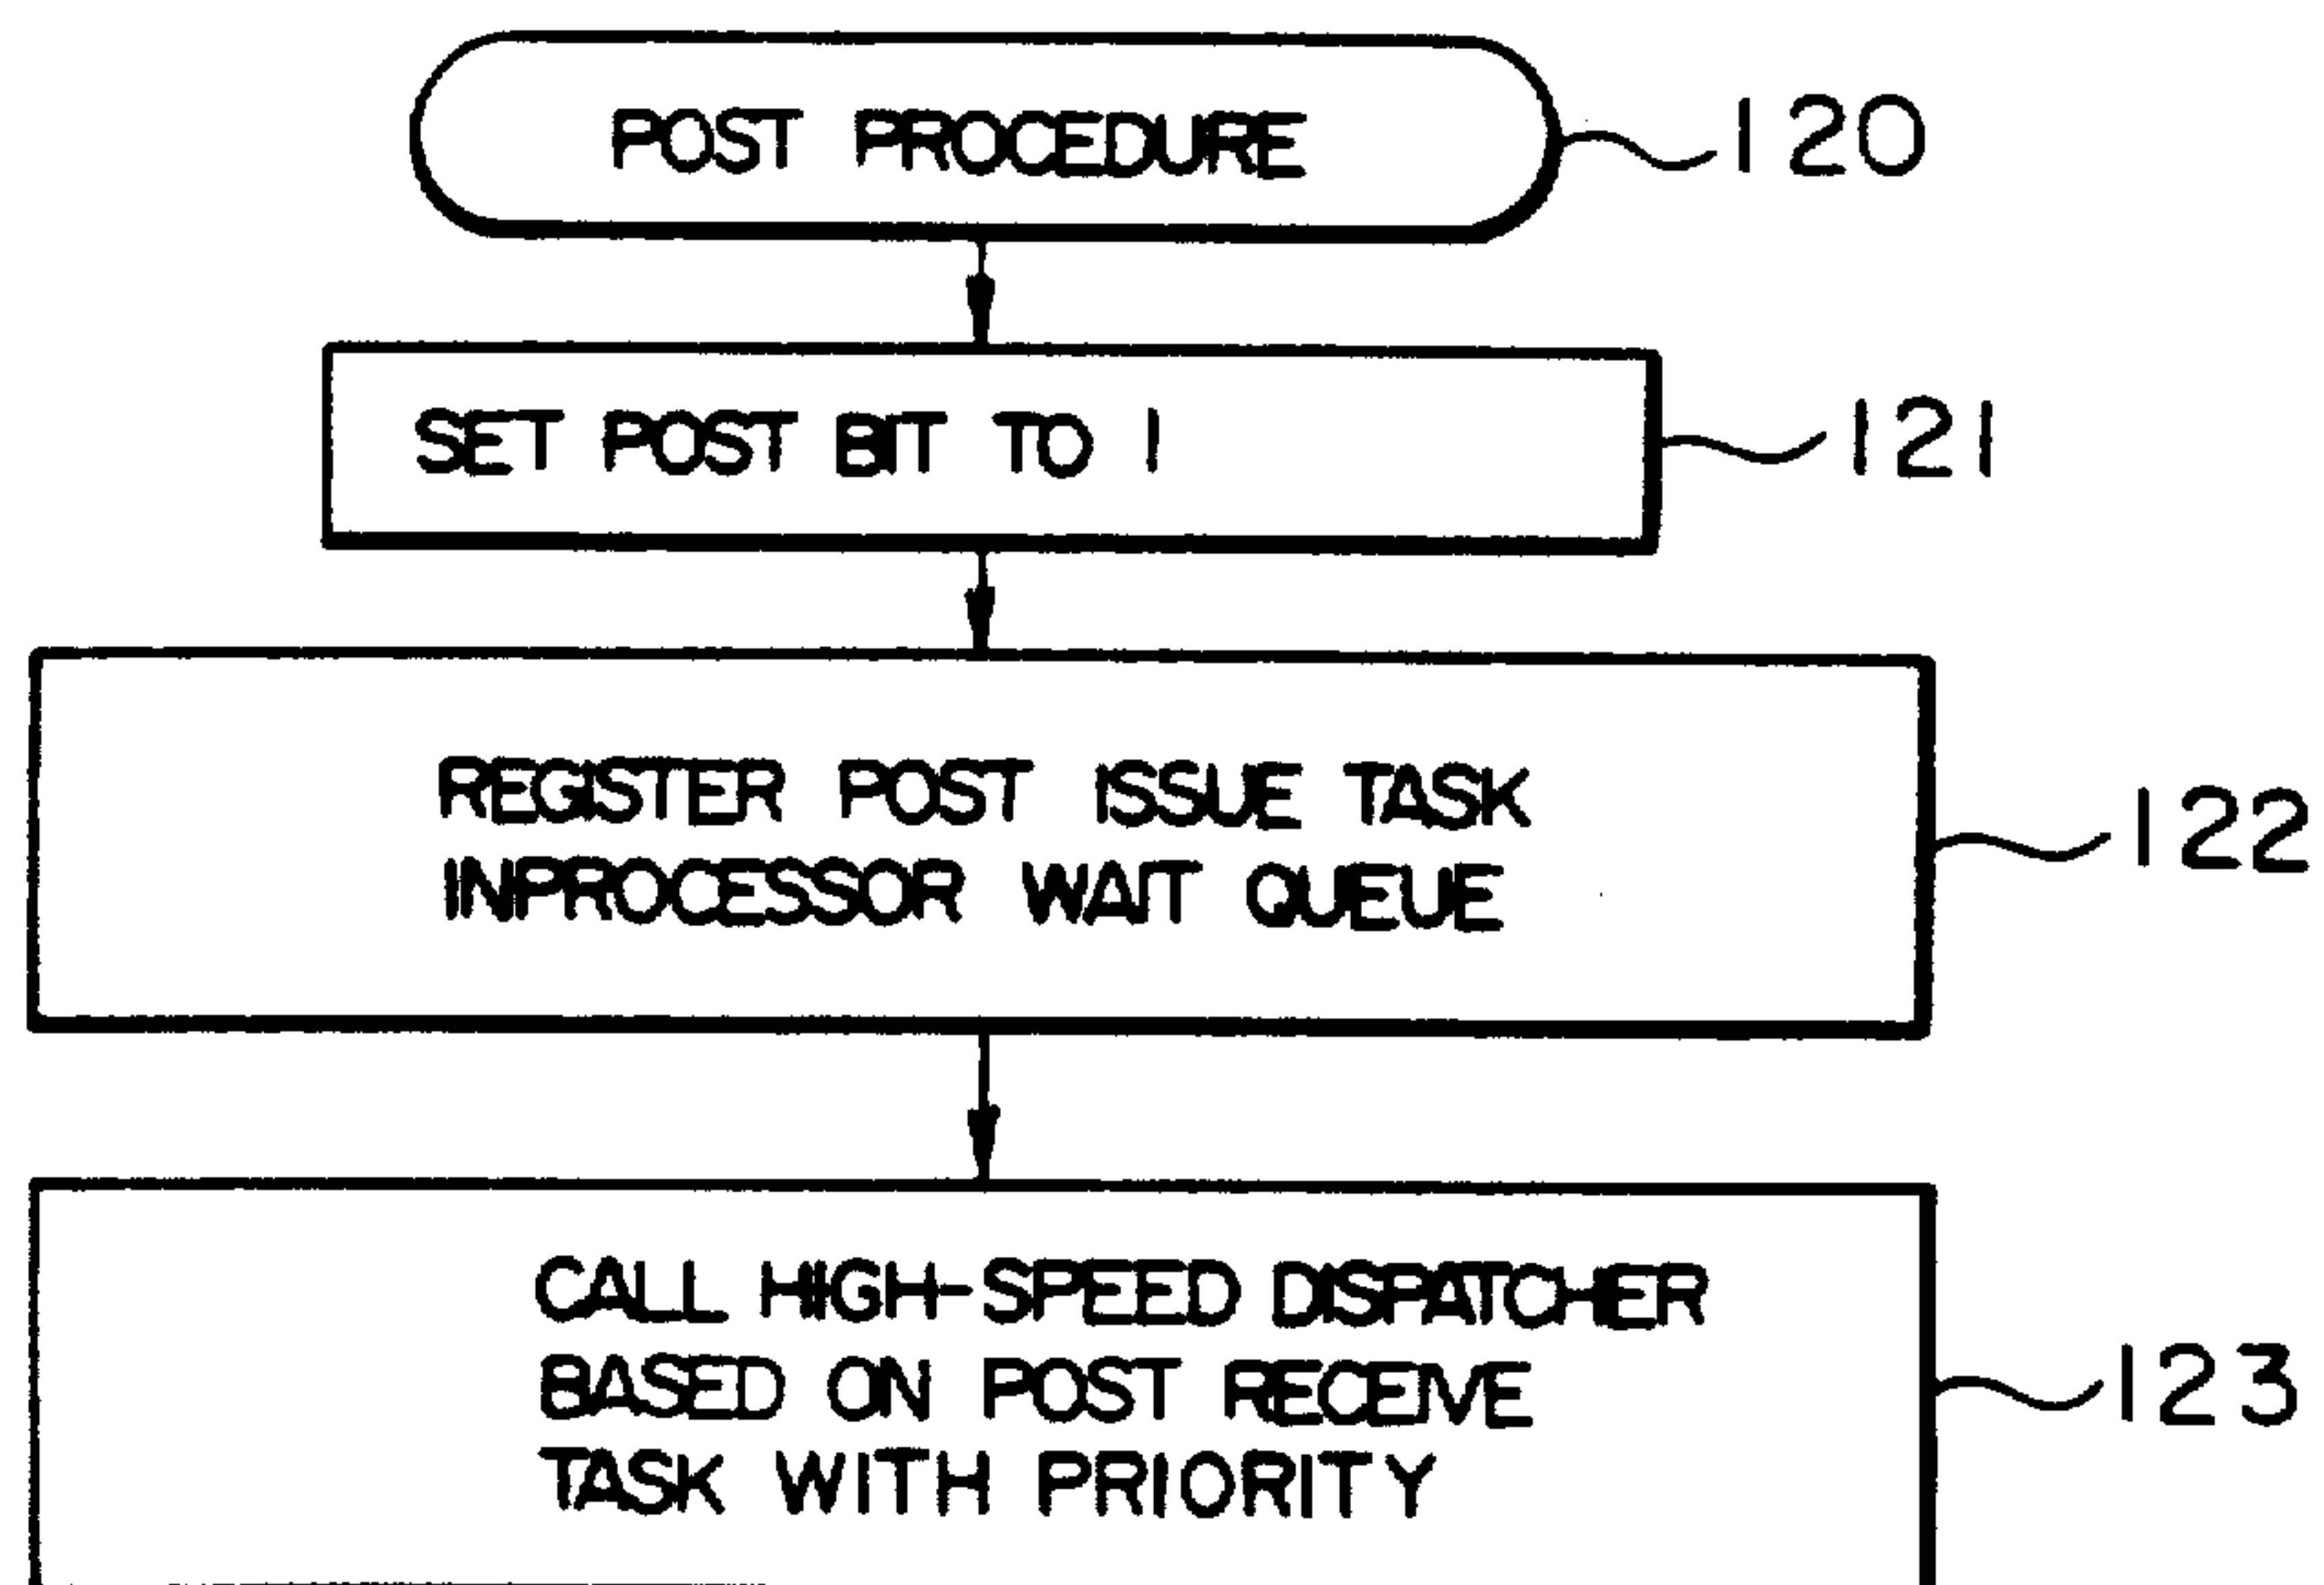 POST PROCEDURE
120
SET POST BIT TO 1
121
REGISTER POST ISSUE TASK
INPROCESSOR WAIT QUEUE
122
CALL HIGH-SPEED DISPATCHER
BASED ON POST RECEIVE
TASK WITH PRIORITY
123